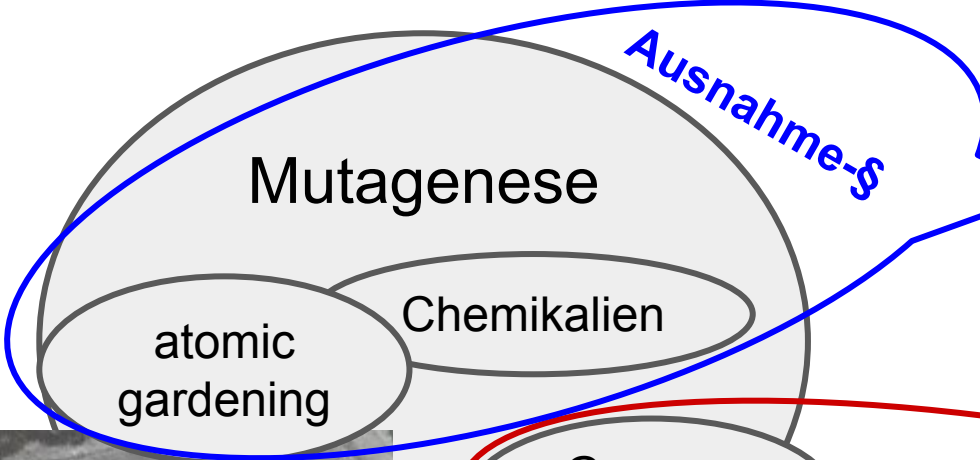 Ausnahme-§
Mutagenese
Chemikalien
atomic
gardening